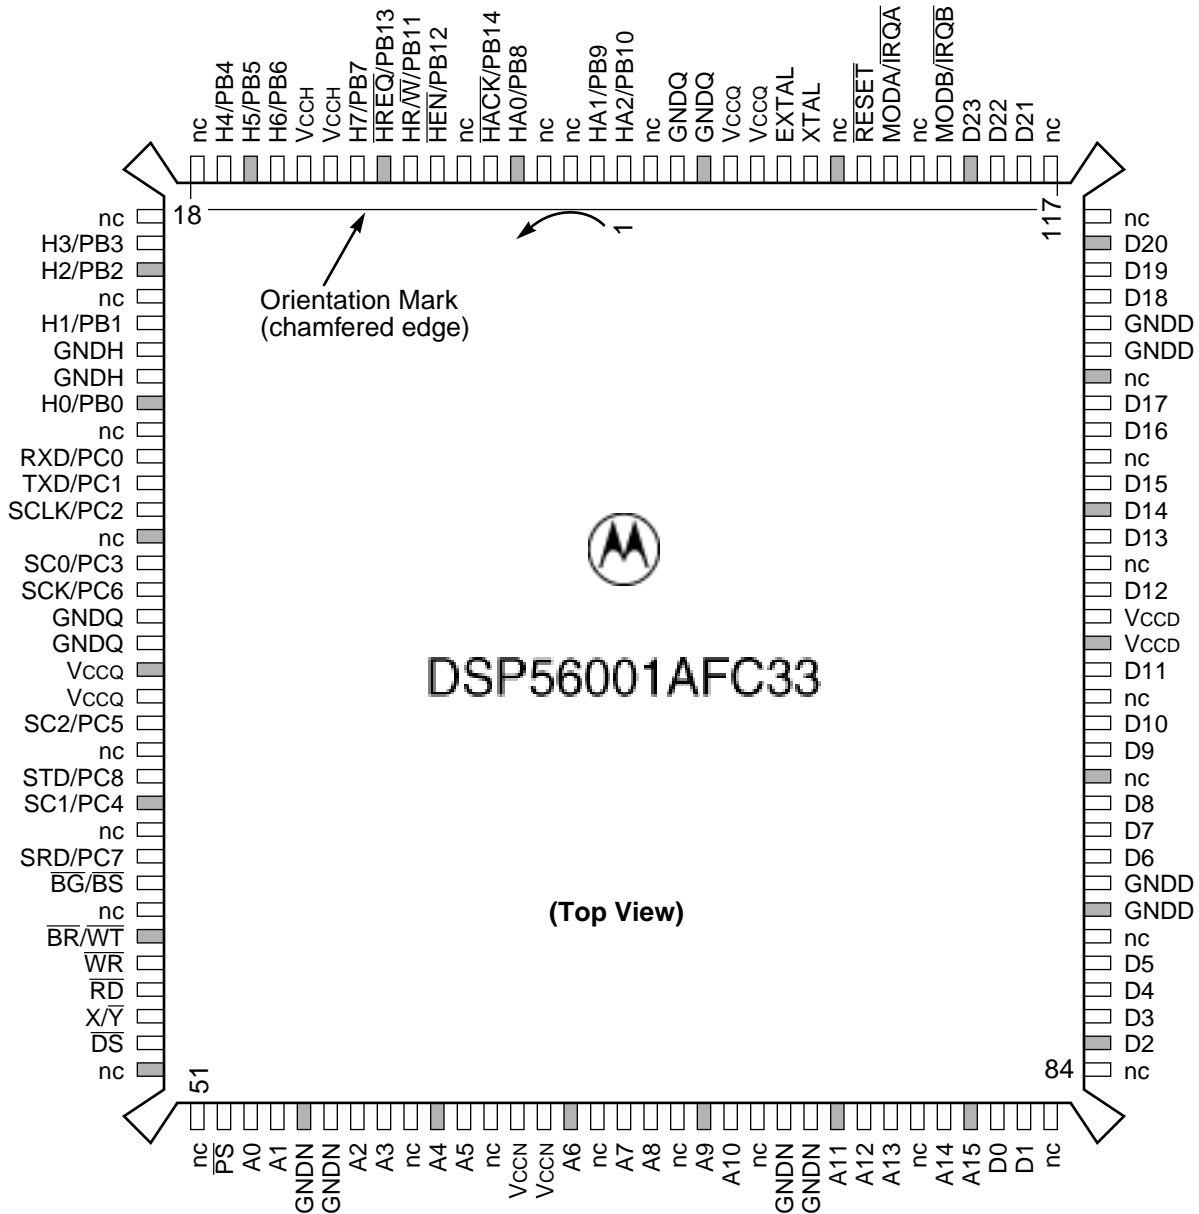 nc
H4/PB4
H5/PB5
H6/PB6
VCCH
VCCH
H7/PB7
HREQ/PB13
HR/W/PB11
HEN/PB12
nc
HACK/PB14
HA0/PB8
nc
nc
HA1/PB9
HA2/PB10
nc
GNDQ
GNDQ
VCCQ
VCCQ
EXTAL
XTAL
nc
RESET
MODA/IRQA
nc
MODB/IRQB
D23
D22
D21
nc
18
1
117
Orientation Mark
(chamfered edge)
nc
H3/PB3
H2/PB2
nc
H1/PB1
GNDH
GNDH
H0/PB0
nc
RXD/PC0
TXD/PC1
SCLK/PC2
nc
SC0/PC3
SCK/PC6
GNDQ
GNDQ
VCCQ
VCCQ
SC2/PC5
nc
STD/PC8
SC1/PC4
nc
SRD/PC7
BG/BS
nc
BR/WT
WR
RD
X/Y
DS
nc
DSP56001AFC33
(Top View)
nc
D20
D19
D18
GNDD
GNDD
nc
D17
D16
nc
D15
D14
D13
nc
D12
VCCD
VCCD
D11
nc
D10
D9
nc
D8
D7
D6
GNDD
GNDD
nc
D5
D4
D3
D2
nc
51
84
nc
PS
A0
A1
GNDN
GNDN
A2
A3
nc
A4
A5
nc
VCCN
VCCN
A6
nc
A7
A8
nc
A9
A10
nc
GNDN
GNDN
A11
A12
A13
nc
A14
A15
D0
D1
nc